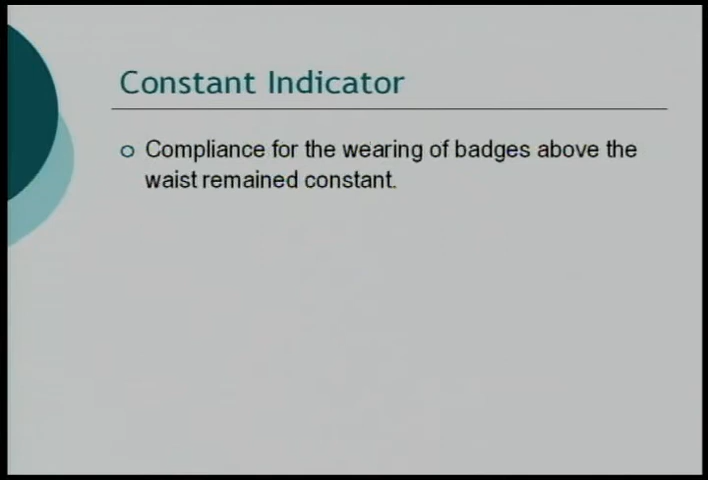 Constant Indicator
Compliance for the wearing of badges above the
waist remained constant.